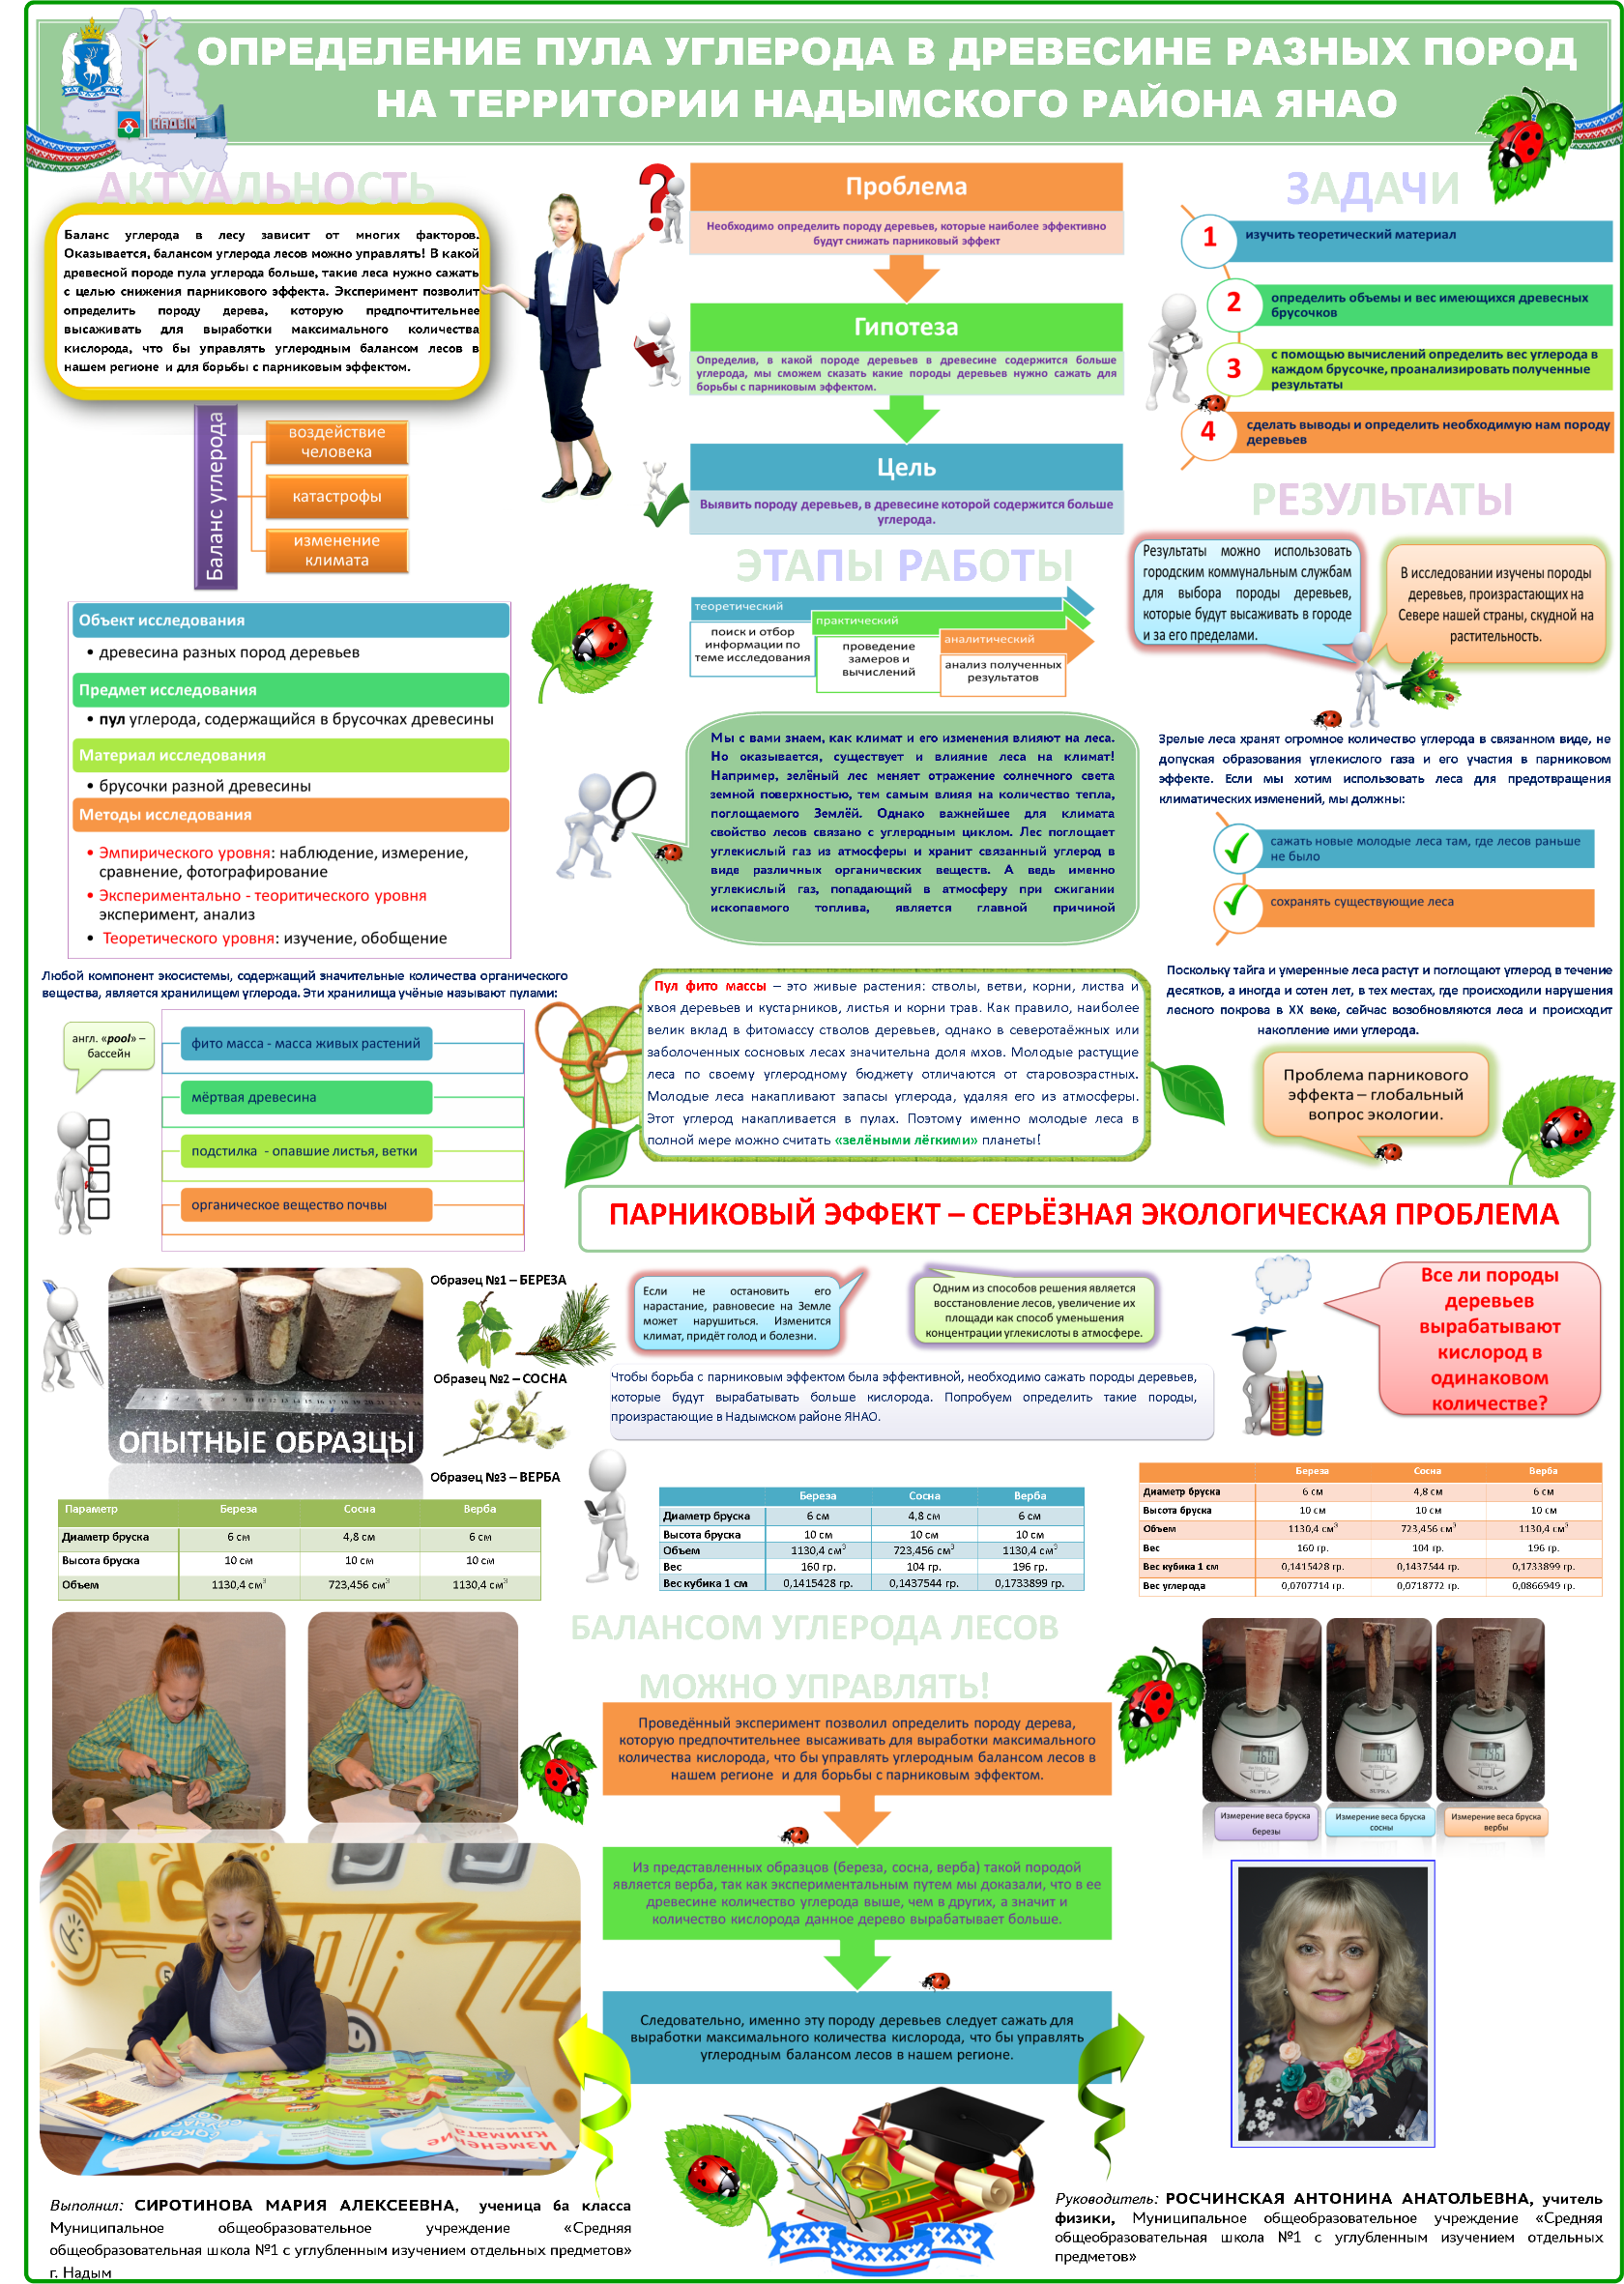 ОПРЕДЕЛЕНИЕ ПУЛА УГЛЕРОДА В ДРЕВЕСИНЕ РАЗНЫХ ПОРОД
НА ТЕРРИТОРИИ НАДЫМСКОГО РАЙОНА ЯНАО
НАДЫМ
АКТУАЛЬНОСТЬ
Баланс углерода в лесу зависит от многих факторов.
Оказывается, балансом углерода лесов можно управлять! В какой
древесной породе пула углерода больше, такие леса нужно сажать
с целью снижения парникового эффекта. Эксперимент позволит
определить породу дерева, которую предпочтительнее
высаживать для выработки максимального количества
кислорода, что бы управлять углеродным балансом лесов в
нашем регионе и для борьбы с парниковым эффектом.
Баланс углерода
воздействие
человека
катастрофы
изменение
климата
Проблема
Необходимо определить породу деревьев, которые наиболее эффективно
будут снижать парниковый эффект
Гипотеза
Определив, в какой породе деревьев в древесине содержится больше
углерода, мы сможем сказать какие породы деревьев нужно сажать для
борьбы с парниковым эффектом.
Цель
Выявить породу деревьев, в древесине которой содержится больше
углерода.
ЗАДАЧИ
1 изучить теоретический материал
2 определить объемы и вес имеющихся древесных
брусочков
3 с помощью вычислений определить вес углерода в
каждом брусочке, проанализировать полученные
результаты
4 сделать выводы и определить необходимую нам породу
деревьев
РЕЗУЛЬТАТЫ
Результаты можно использовать
городским коммунальным службам
для выбора породы деревьев,
которые будут высаживать в городе
и за его пределами.
В исследовании изучены породы
деревьев, произрастающих на
Севере нашей страны, скудной на
растительность.
ЭТАПЫ РАБОТЫ
теоретический
поиск и отбор
информации по
теме исследования
практический
проведение
замеров и
вычислений
аналитический
анализ полученных
результатов
Объект исследования
• древесина разных пород деревьев
Предмет исследования
• пул углерода, содержащийся в брусочках древесины
Материал исследования
• брусочки разной древесины
Методы исследования
• Эмпирического уровня: наблюдение, измерение,
сравнение, фотографирование
• Экспериментально - теоритического уровня
эксперимент, анализ
• Теоретического уровня: изучение, обобщение
Мы с вами знаем, как климат и его изменения влияют на леса.
Но оказывается, существует и влияние леса на климат!
Например, зелёный лес меняет отражение солнечного света
земной поверхностью, тем самым влияя на количество тепла,
поглощаемого Землёй. Однако важнейшее для климата
свойство лесов связано с углеродным циклом. Лес поглощает
углекислый газ из атмосферы и хранит связанный углерод в
виде различных органических веществ. А ведь именно
углекислый газ, попадающий в атмосферу при сжигании
ископаемого топлива, является главной причиной
Зрелые леса хранят огромное количество углерода в связанном виде, не
допуская образования углекислого газа и его участия в парниковом
эффекте. Если мы хотим использовать леса для предотвращения
климатических изменений, мы должны:
сажать новые молодые леса там, где лесов раньше
не было
сохранять существующие леса
Любой компонент экосистемы, содержащий значительные количества органического
вещества, является хранилищем углерода. Эти хранилища учёные называют пулами:
англ. «pool» –
бассейн
фито масса - масса живых растений
мёртвая древесина
подстилка - опавшие листья, ветки
органическое вещество почвы
Пул фито массы – это живые растения: стволы, ветви, корни, листва и
хвоя деревьев и кустарников, листья и корни трав. Как правило, наиболее
велик вклад в фитомассу стволов деревьев, однако в северотаёжных или
заболоченных сосновых лесах значительна доля мхов. Молодые растущие
леса по своему углеродному бюджету отличаются от старовозрастных.
Молодые леса накапливают запасы углерода, удаляя его из атмосферы.
Этот углерод накапливается в пулах. Поэтому именно молодые леса в
полной мере можно считать «зелёными лёгкими» планеты!
Поскольку тайга и умеренные леса растут и поглощают углерод в течение
десятков, а иногда и сотен лет, в тех местах, где происходили нарушения
лесного покрова в XX веке, сейчас возобновляются леса и происходит
накопление ими углерода.
Проблема парникового
эффекта – глобальный
вопрос экологии.
ПАРНИКОВЫЙ ЭФФЕКТ – СЕРЬЁЗНАЯ ЭКОЛОГИЧЕСКАЯ ПРОБЛЕМА
ОПЫТНЫЕ ОБРАЗЦЫ
Образец №1 – БЕРЕЗА
Образец №2 – СОСНА
Образец №3 – ВЕРБА
Если не остановить его
нарастание, равновесие на Земле
может нарушиться. Изменится
климат, придёт голод и болезни.
Одним из способов решения является
восстановление лесов, увеличение их
площади как способ уменьшения
концентрации углекислоты в атмосфере.
Чтобы борьба с парниковым эффектом была эффективной, необходимо сажать породы деревьев,
которые будут вырабатывать больше кислорода. Попробуем определить такие породы,
произрастающие в Надымском районе ЯНАО.
Все ли породы
деревьев
вырабатывают
кислород в
одинаковом
количестве?
Параметр Береза Сосна Верба
Диаметр бруска 6 см 4,8 см 6 см
Высота бруска 10 см 10 см 10 см
Объем 1130,4 см³ 723,456 см³ 1130,4 см³
Береза Сосна Верба
Диаметр бруска 6 см 4,8 см 6 см
Высота бруска 10 см 10 см 10 см
Объем 1130,4 см³ 723,456 см³ 1130,4 см³
Вес 160 гр. 104 гр. 196 гр.
Вес кубика 1 см 0,1415428 гр. 0,1437544 гр. 0,1733899 гр.
Береза Сосна Верба
Диаметр бруска 6 см 4,8 см 6 см
Высота бруска 10 см 10 см 10 см
Объем 1130,4 см³ 723,456 см³ 1130,4 см³
Вес 160 гр. 104 гр. 196 гр.
Вес кубика 1 см 0,1415428 гр. 0,1437544 гр. 0,1733899 гр.
Вес углерода 0,0707714 гр. 0,0718772 гр. 0,0866949 гр.
БАЛАНСОМ УГЛЕРОДА ЛЕСОВ
МОЖНО УПРАВЛЯТЬ!
Проведённый эксперимент позволил определить породу дерева,
которую предпочтительнее высаживать для выработки максимального
количества кислорода, что бы управлять углеродным балансом лесов в
нашем регионе и для борьбы с парниковым эффектом.
Из представленных образцов (береза, сосна, верба) такой породой
является верба, так как экспериментальным путем мы доказали, что в ее
древесине количество углерода выше, чем в других, а значит и
количество кислорода данное дерево вырабатывает больше.
Следовательно, именно эту породу деревьев следует сажать для
выработки максимального количества кислорода, что бы управлять
углеродным балансом лесов в нашем регионе.
SUPRA
SUPRA
SUPRA
Измерение веса бруска
березы
Измерение веса бруска
сосны
Измерение веса бруска
вербы
Изменение
климата
Выполнил: СИРОТИНОВА МАРИЯ АЛЕКСЕЕВНА, ученица 6а класса
Муниципальное общеобразовательное учреждение «Средняя
общеобразовательная школа №1 с углубленным изучением отдельных предметов»
г. Надым
Руководитель: РОСЧИНСКАЯ АНТОНИНА АНАТОЛЬЕВНА, учитель
физики, Муниципальное общеобразовательное учреждение «Средняя
общеобразовательная школа №1 с углубленным изучением отдельных
предметов»